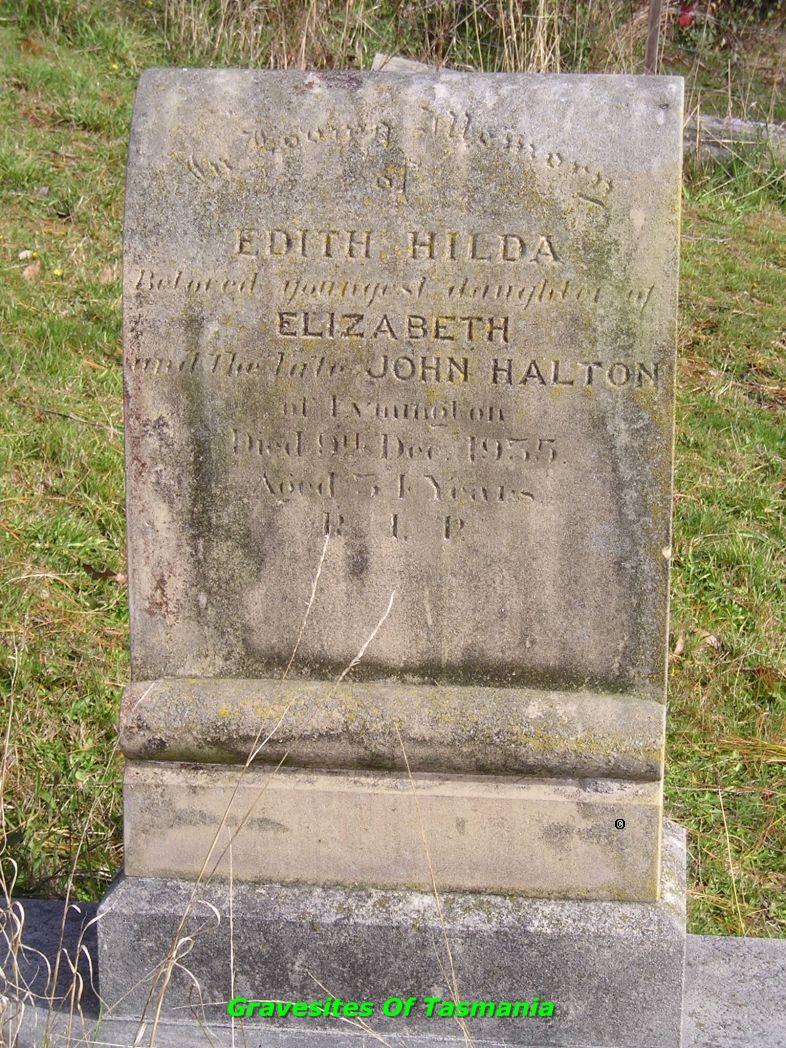 In Loving Memory
of
EDITH HILDA
Beloved youngest daughter of
ELIZABETH
and the late JOHN HALTON
of Lymington
Died 9th Dec. 1935.
Aged 34 Years.
R. I. P.
©
Gravesites Of Tasmania